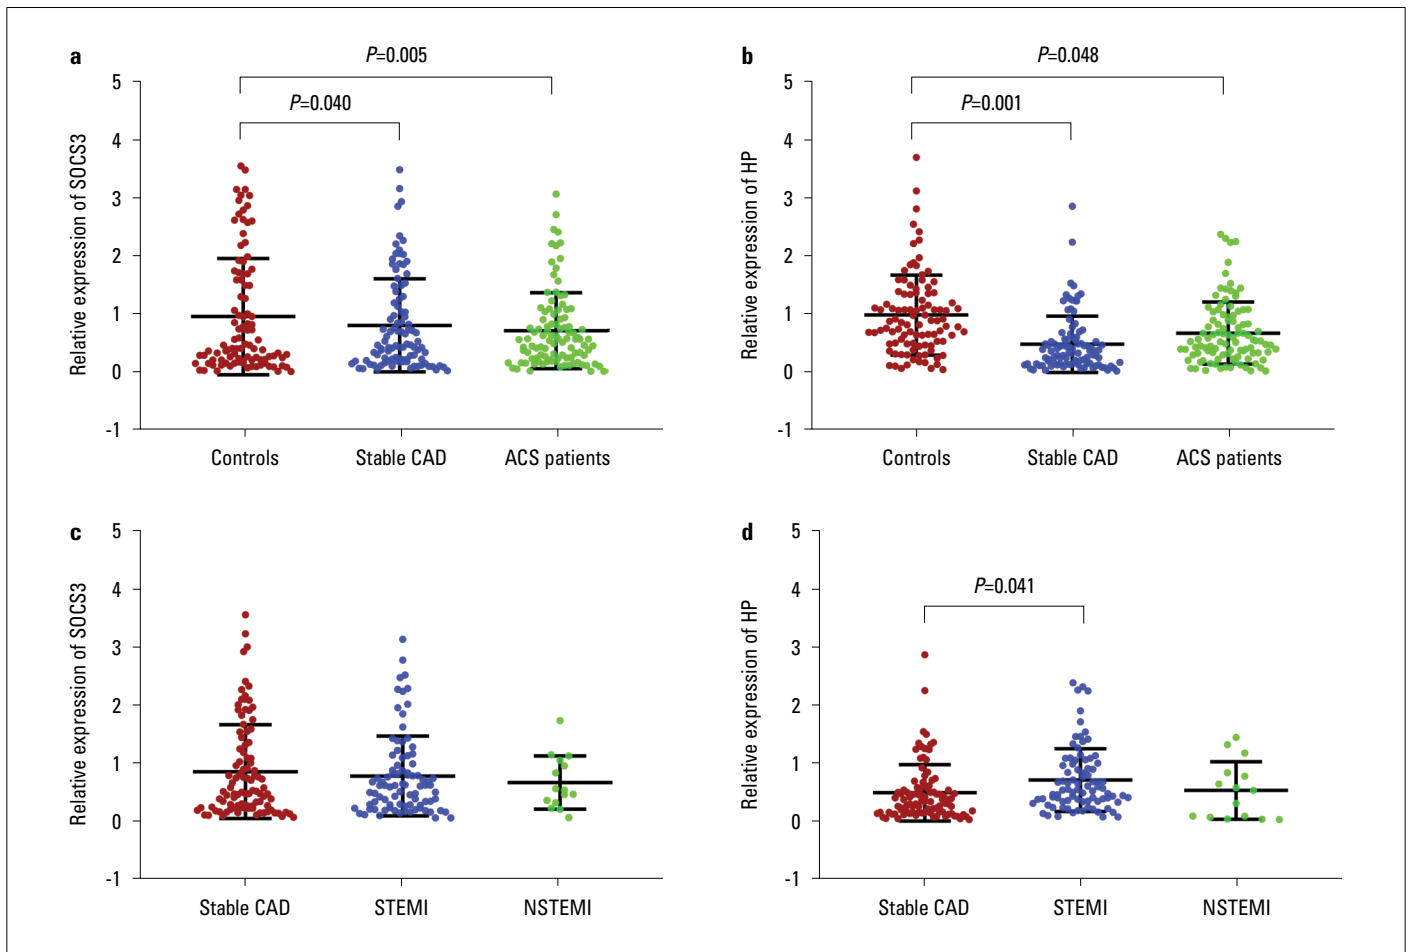 a
P=0.005
P=0.040
Relative expression of SOCS3
5
4
3
2
1
0
-1
Controls
Stable CAD
ACS patients
b
P=0.048
P=0.001
Relative expression of HP
5
4
3
2
1
0
-1
Controls
Stable CAD
ACS patients
c
Relative expression of SOCS3
5
4
3
2
1
0
-1
Stable CAD
STEMI
NSTEMI
d
P=0.041
Relative expression of HP
5
4
3
2
1
0
-1
Stable CAD
STEMI
NSTEMI